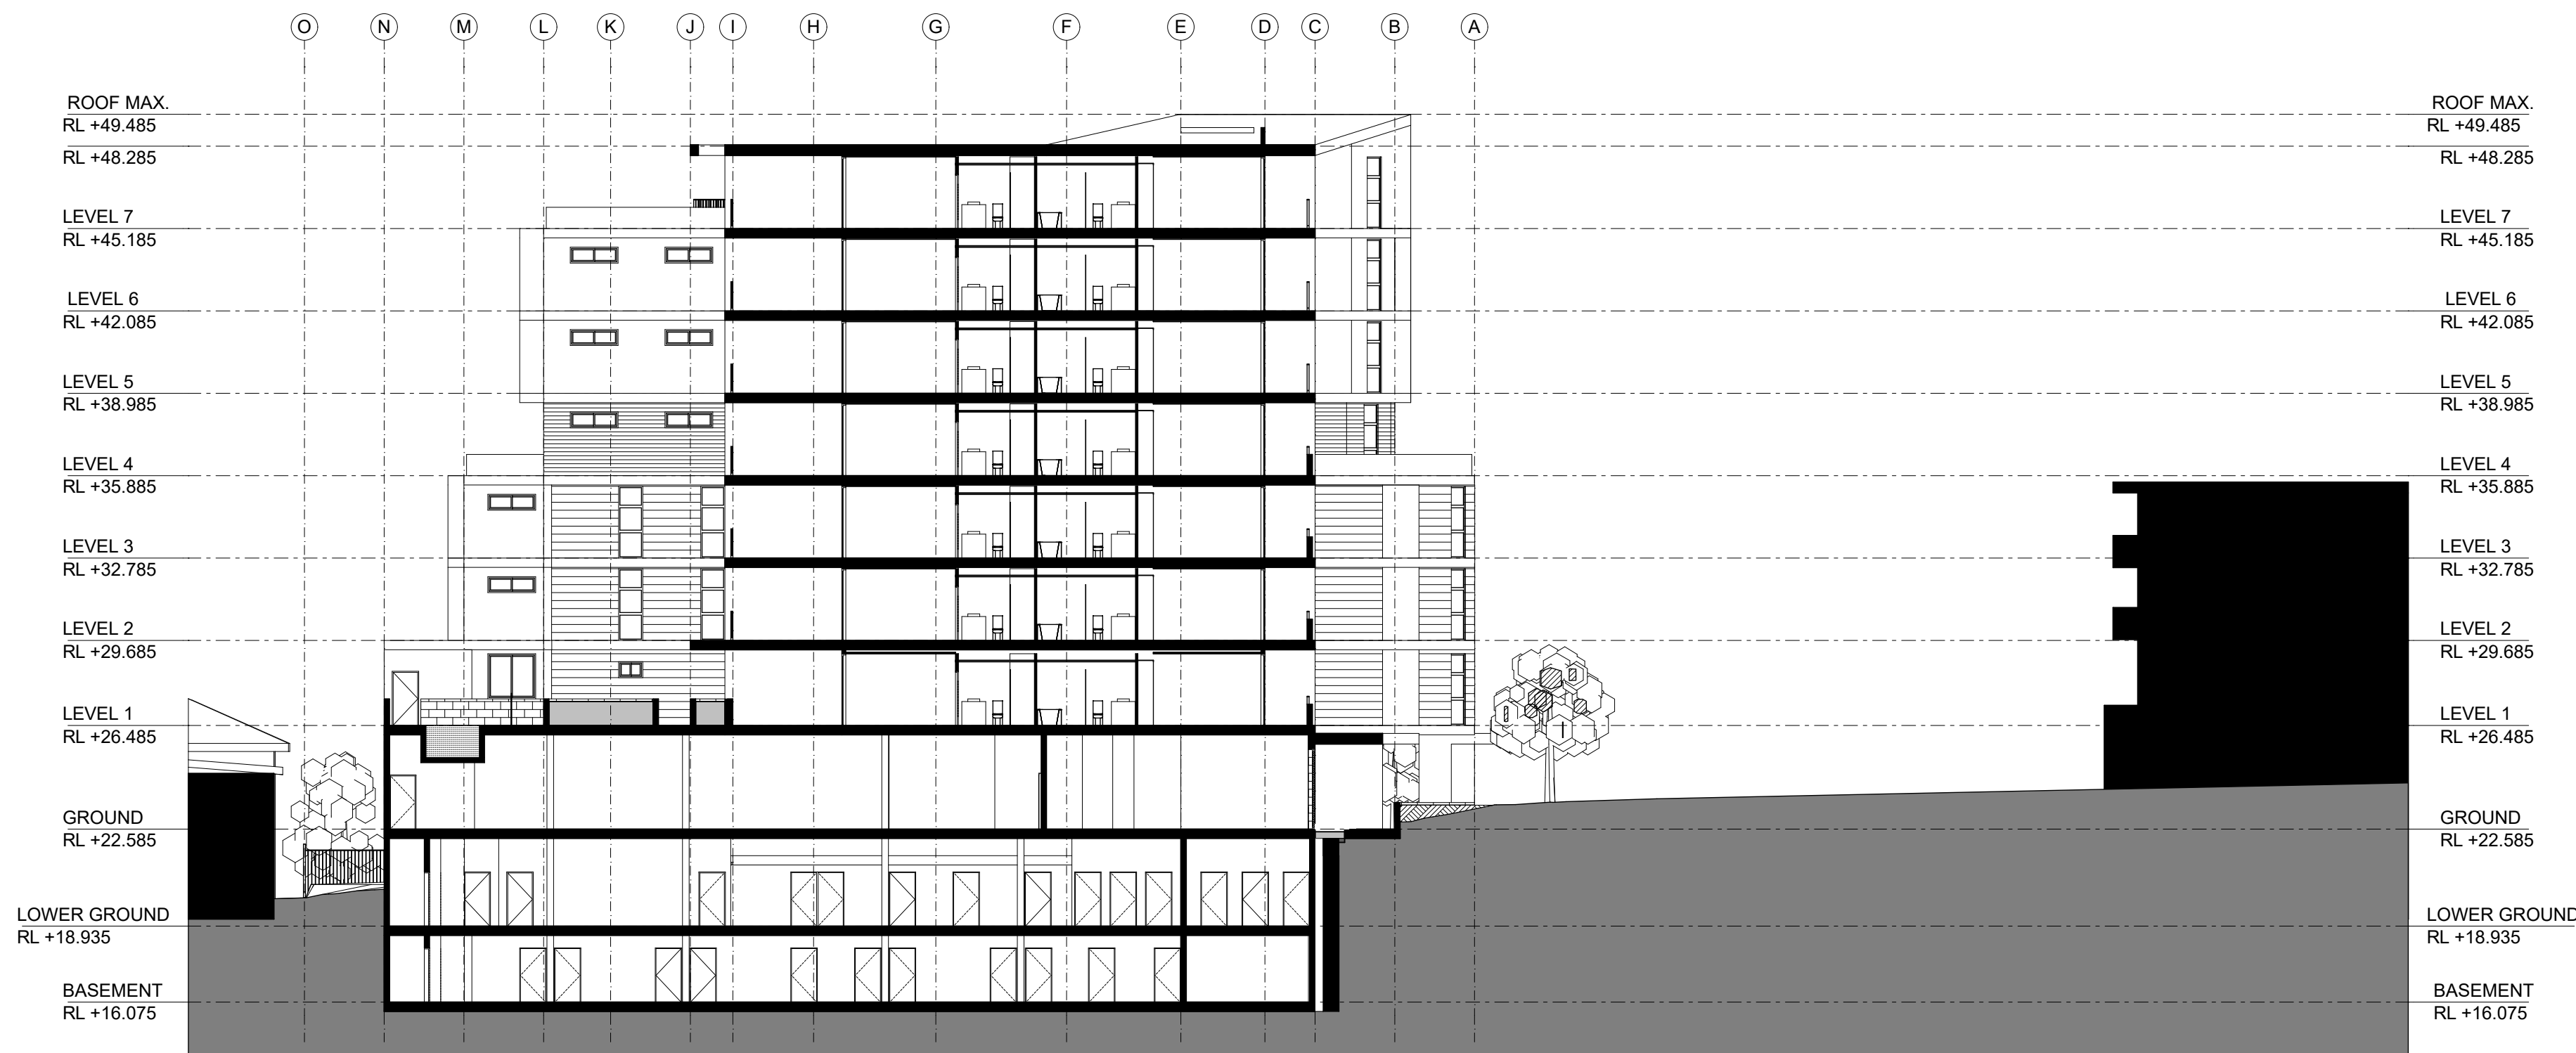 O N M L K J I H G F E D C B A
ROOF MAX. ROOF MAX.
RL +49.485 RL +49.485
RL +48.285 RL +48.285
LEVEL 7 LEVEL 7
RL +45.185 RL +45.185
LEVEL 6 LEVEL 6
RL +42.085 RL +42.085
LEVEL 5 LEVEL 5
RL +38.985 RL +38.985
LEVEL 4 LEVEL 4
RL +35.885 RL +35.885
LEVEL 3 LEVEL 3
RL +32.785 RL +32.785
LEVEL 2 LEVEL 2
RL +29.685 RL +29.685
LEVEL 1 LEVEL 1
RL +26.485 RL +26.485
GROUND GROUND
RL +22.585 RL +22.585
LOWER GROUND LOWER GROUND
RL +18.935 RL +18.935
BASEMENT BASEMENT
RL +16.075 RL +16.075